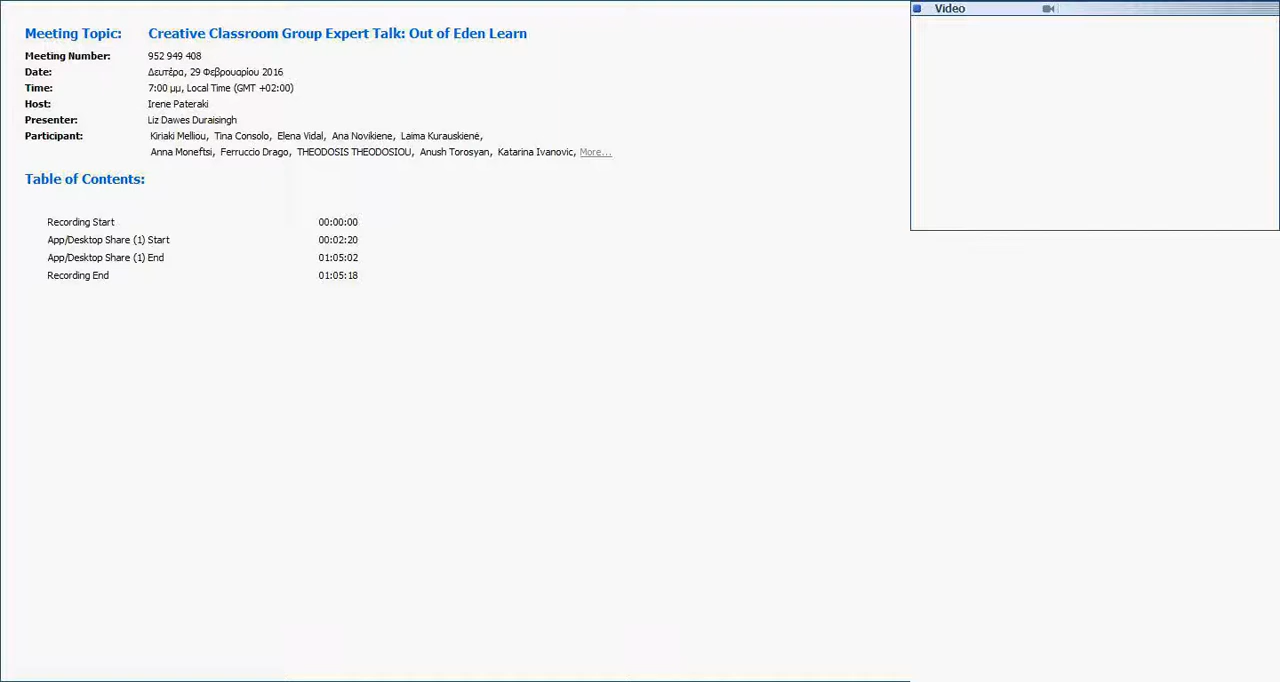 Video
Meeting Topic: Creative Classroom Group Expert Talk: Out of Eden Learn
Meeting Number: 952 949 408
Date: Δευτέρα, 29 Φεβρουαρίου 2016
Time: 7:00 μμ, Local Time (GMT +02:00)
Host: Irene Pateraki
Presenter: Liz Dawes Duraisingh
Participant: Kiriaki Melliou, Tina Consolo, Elena Vidal, Ana Novikiene, Laima Kurauskienė,
Anna Moneftsi, Ferruccio Drago, THEODOSIS THEODOSIOU, Anush Torosyan, Katarina Ivanovic, More...
Table of Contents:
Recording Start 00:00:00
App/Desktop Share (1) Start 00:02:20
App/Desktop Share (1) End 01:05:02
Recording End 01:05:18